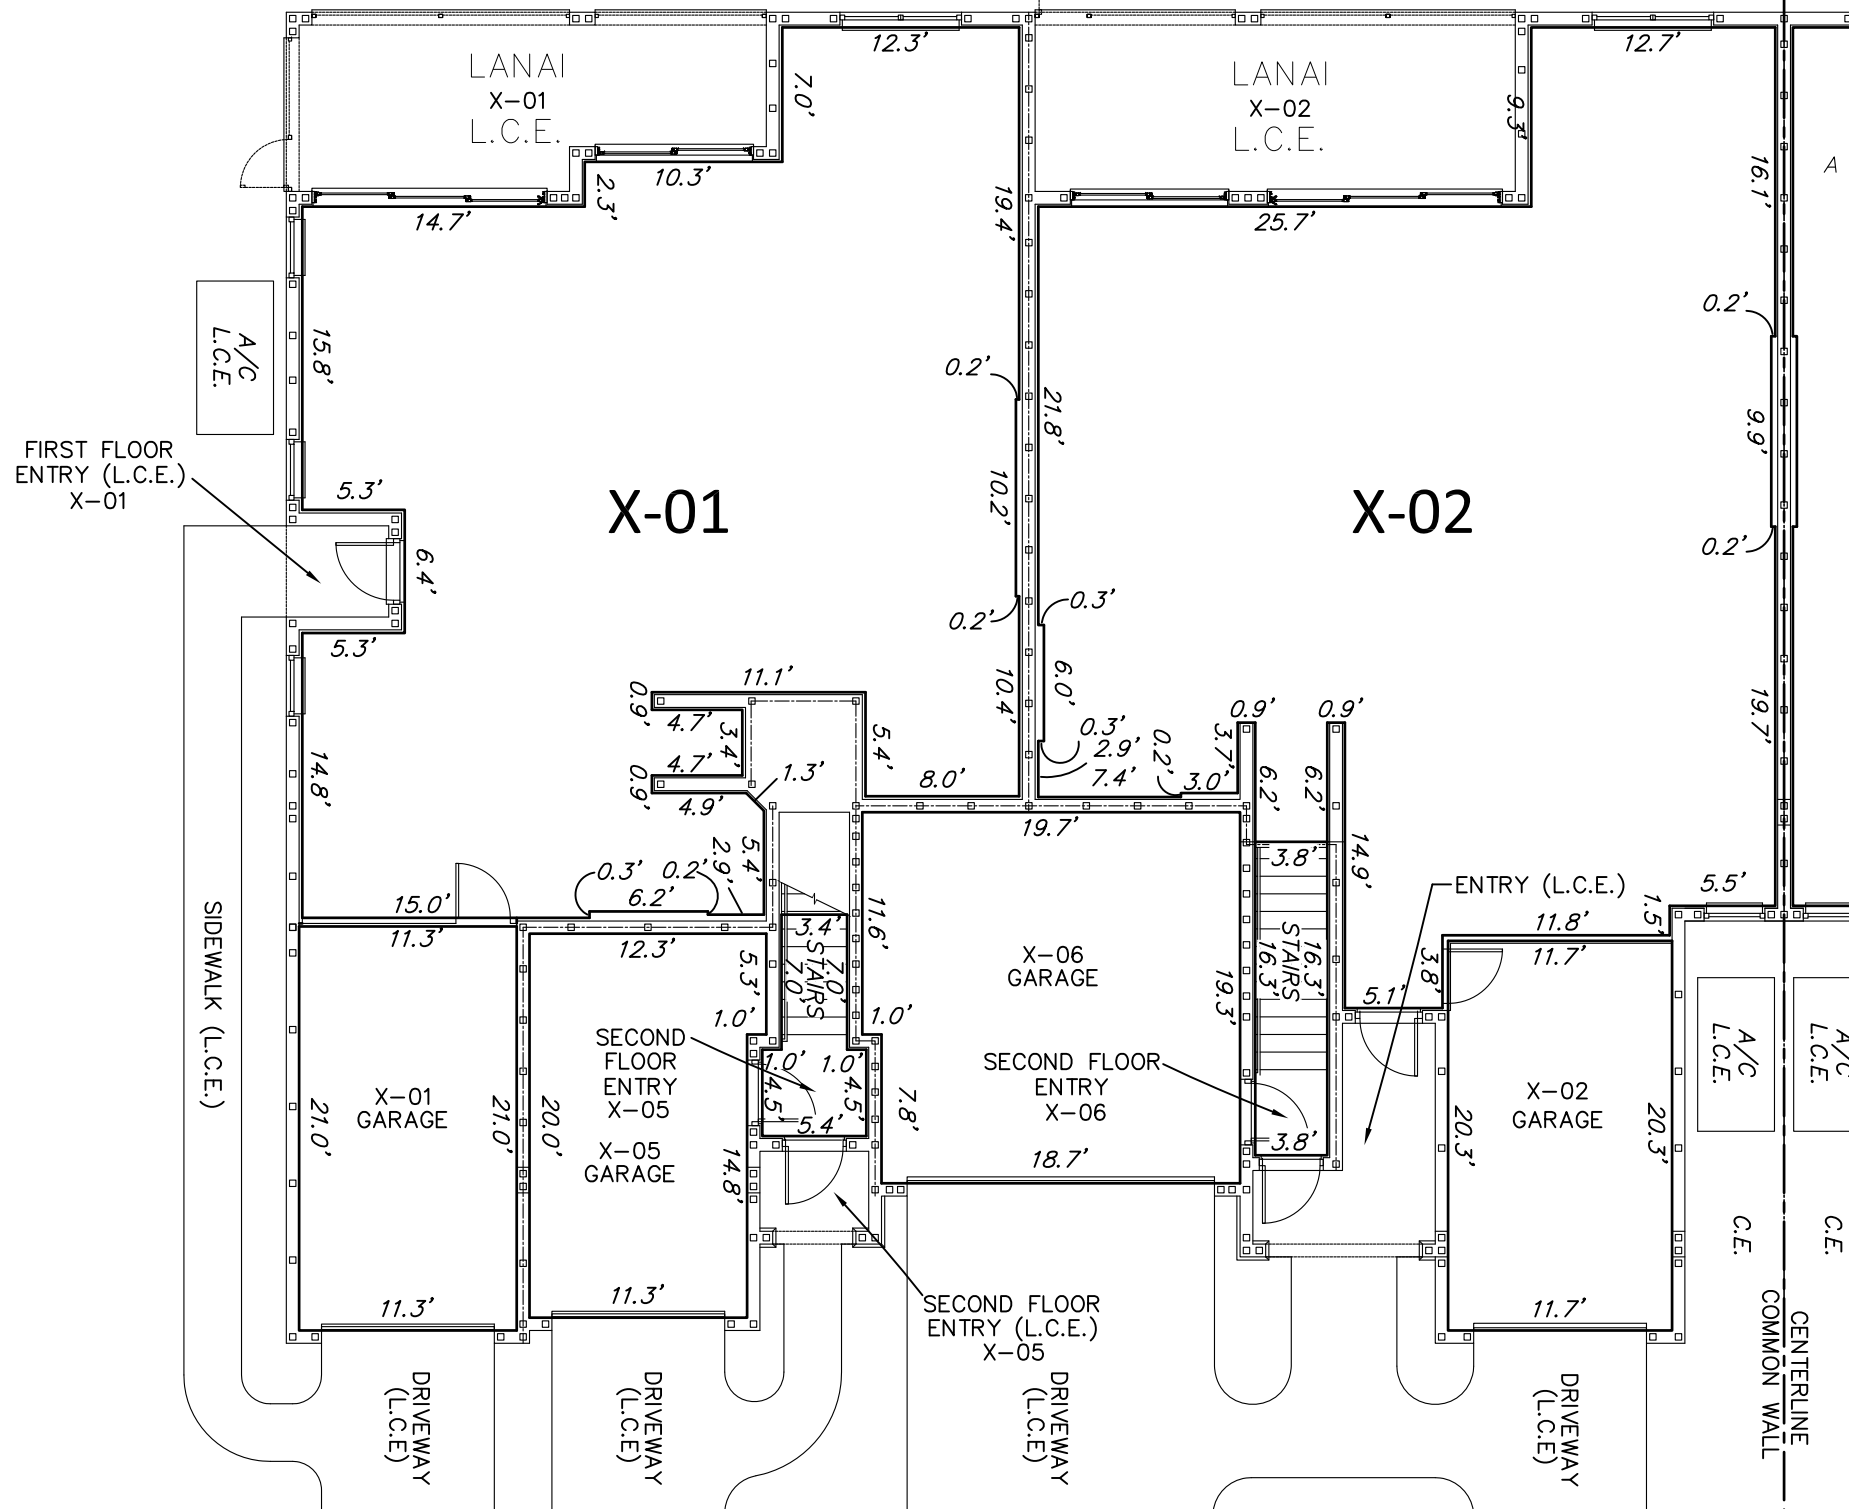 12.3'
12.7'
LANAI
X-01
L.C.E.
LANAI
X-02
L.C.E.
7.0'
9.3'
16.1'
A
10.3'
2.3'
14.7'
19.4'
25.7'
0.2'
A/C
L.C.E.
15.8'
0.2'
21.8'
9.9'
FIRST FLOOR
ENTRY (L.C.E.)
X-01
5.3'
X-01
10.2'
X-02
0.2'
6.4'
0.2'
0.3'
5.3'
11.1'
10.4'
6.0'
19.7'
0.9'
4.7'
3.4'
5.4'
0.9'
0.9'
0.3'
2.9'
0.2'
3.7'
14.8'
4.7'
0.9'
1.3'
8.0'
7.4'
3.0'
6.2'
6.2'
4.9'
19.7'
5.4'
2.9'
14.9'
3.8'
0.3'
0.2'
6.2'
15.0'
ENTRY (L.C.E.)
5.5'
1.5'
SIDEWALK (L.C.E.)
11.3'
12.3'
3.4'
11.6'
11.8'
11.7'
5.3'
STAIRS
7.0'
7.0'
X-06
GARAGE
19.3'
STAIRS
16.3'
16.3'
3.8'
5.1'
1.0'
1.0'
SECOND
FLOOR
ENTRY
X-05
1.0'
1.0'
4.5'
4.5'
5.4'
SECOND FLOOR
ENTRY
X-06
A/C
L.C.E.
A/C
L.C.E.
X-01
GARAGE
21.0'
21.0'
20.0'
X-05
GARAGE
14.8'
7.8'
18.7'
3.8'
X-02
GARAGE
20.3'
20.3'
C.E.
C.E.
11.3'
11.3'
SECOND FLOOR
ENTRY (L.C.E.)
X-05
11.7'
CENTERLINE
COMMON WALL
DRIVEWAY
(L.C.E)
DRIVEWAY
(L.C.E)
DRIVEWAY
(L.C.E)
DRIVEWAY
(L.C.E)